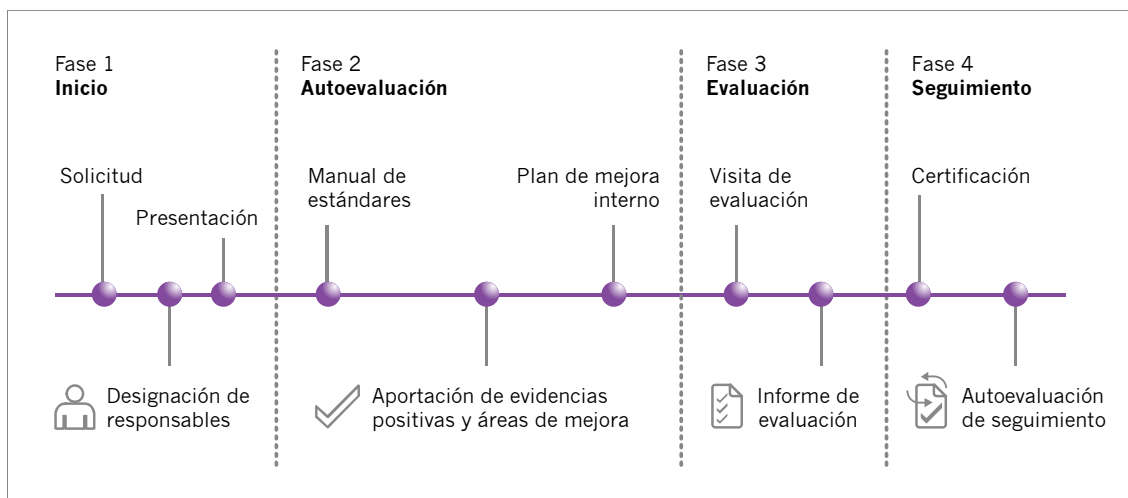 Fase 1
Inicio
Fase 2
Autoevaluación
Fase 3
Evaluación
Fase 4
Seguimiento
Solicitud
Presentación
Manual de
estándares
Plan de mejora
interno
Visita de
evaluación
Certificación
Designación de
responsables
Aportación de evidencias
positivas y áreas de mejora
Informe de
evaluación
Autoevaluación
de seguimiento